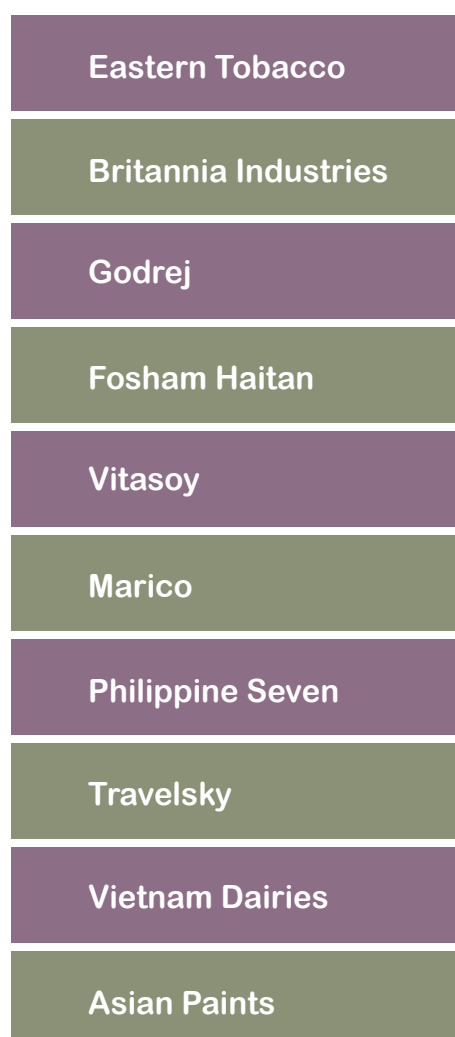 Eastern Tobacco
Britannia Industries
Godrej
Fosham Haitan
Vitasoy
Marico
Philippine Seven
Travelsky
Vietnam Dairies
Asian Paints